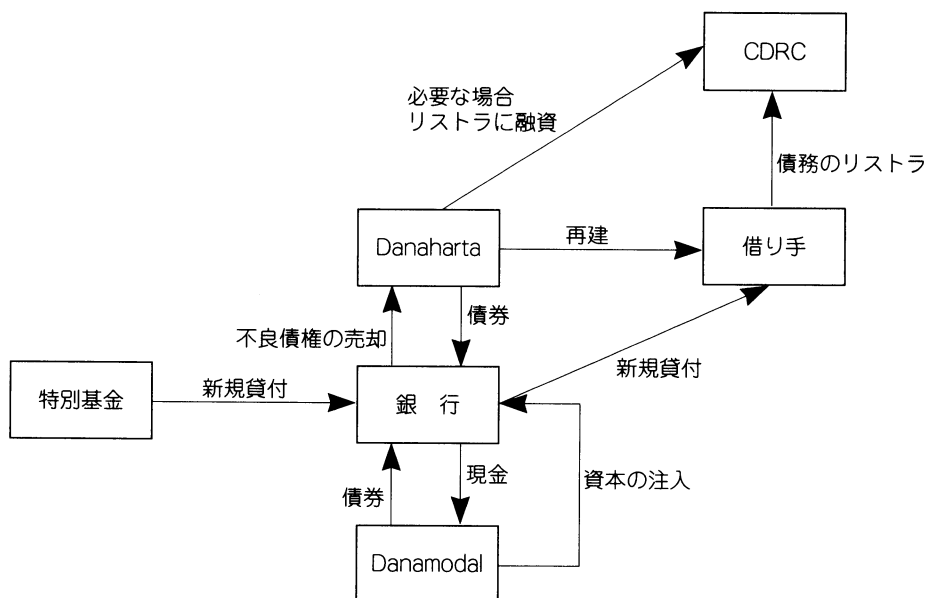 CDRC
必要な場合
リストラに融資
債務のリストラ
Danaharta
再建
借り手
債券
不良債権の売却
新規貸付
特別基金
新規貸付
銀 行
現金
債券
資本の注入
Danamodal